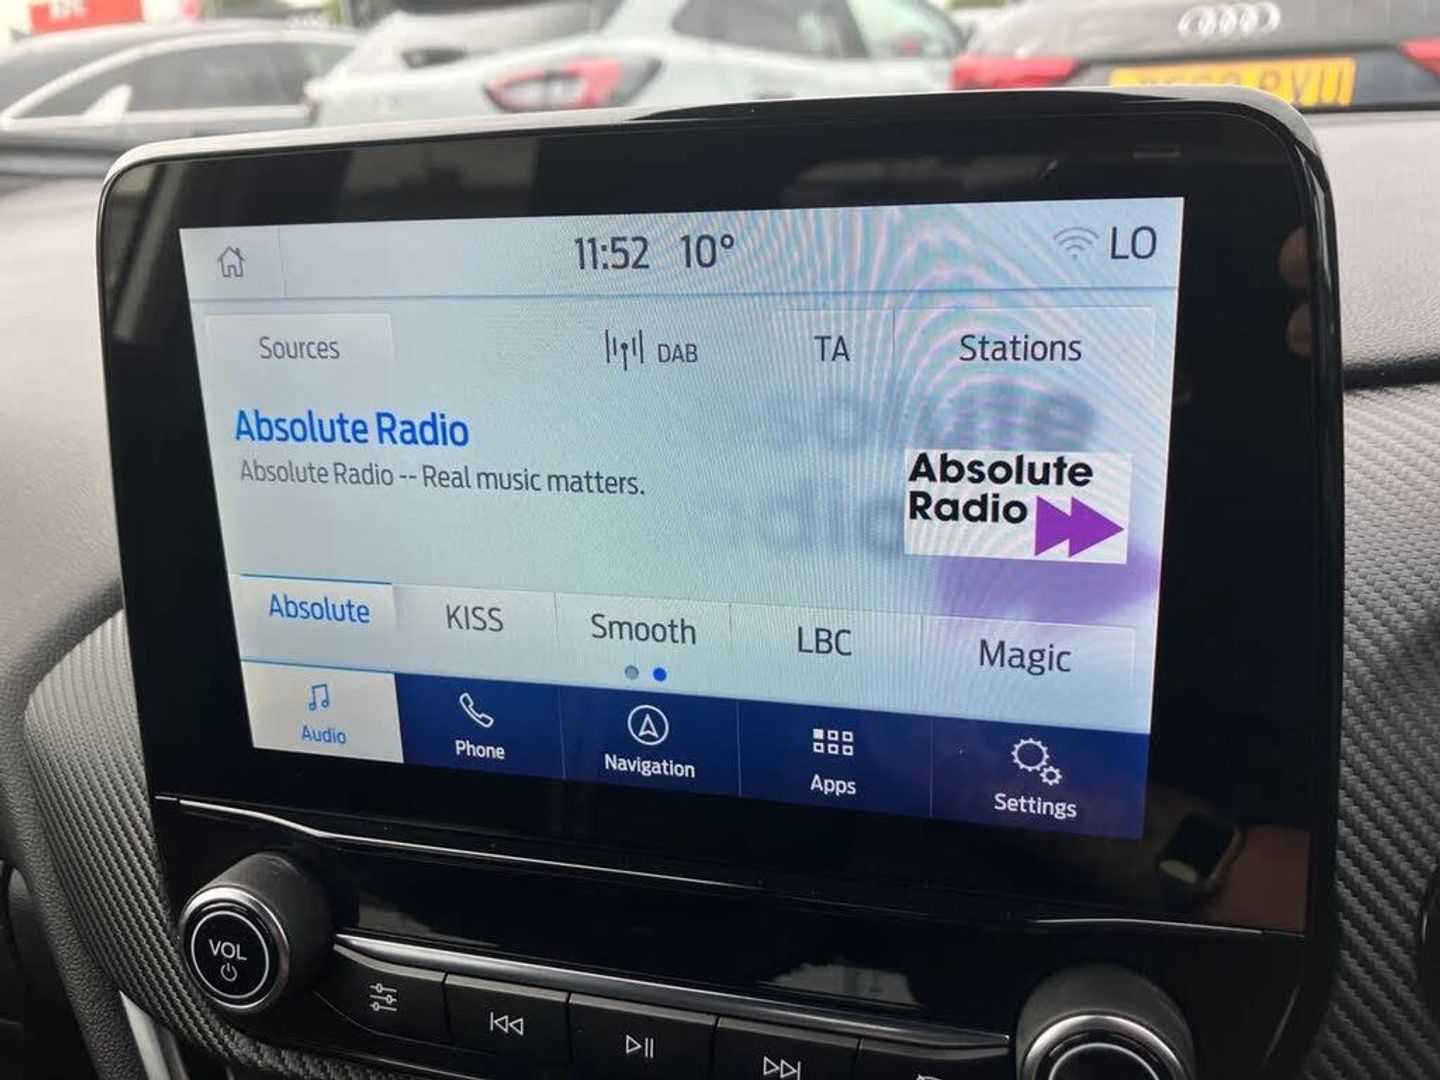 11:52 10° LO
Sources DAB TA Stations
Absolute Radio
Absolute Radio -- Real music matters.
Absolute
Radio
Absolute KISS Smooth LBC Magic
Audio Phone Navigation Apps Settings
VOL